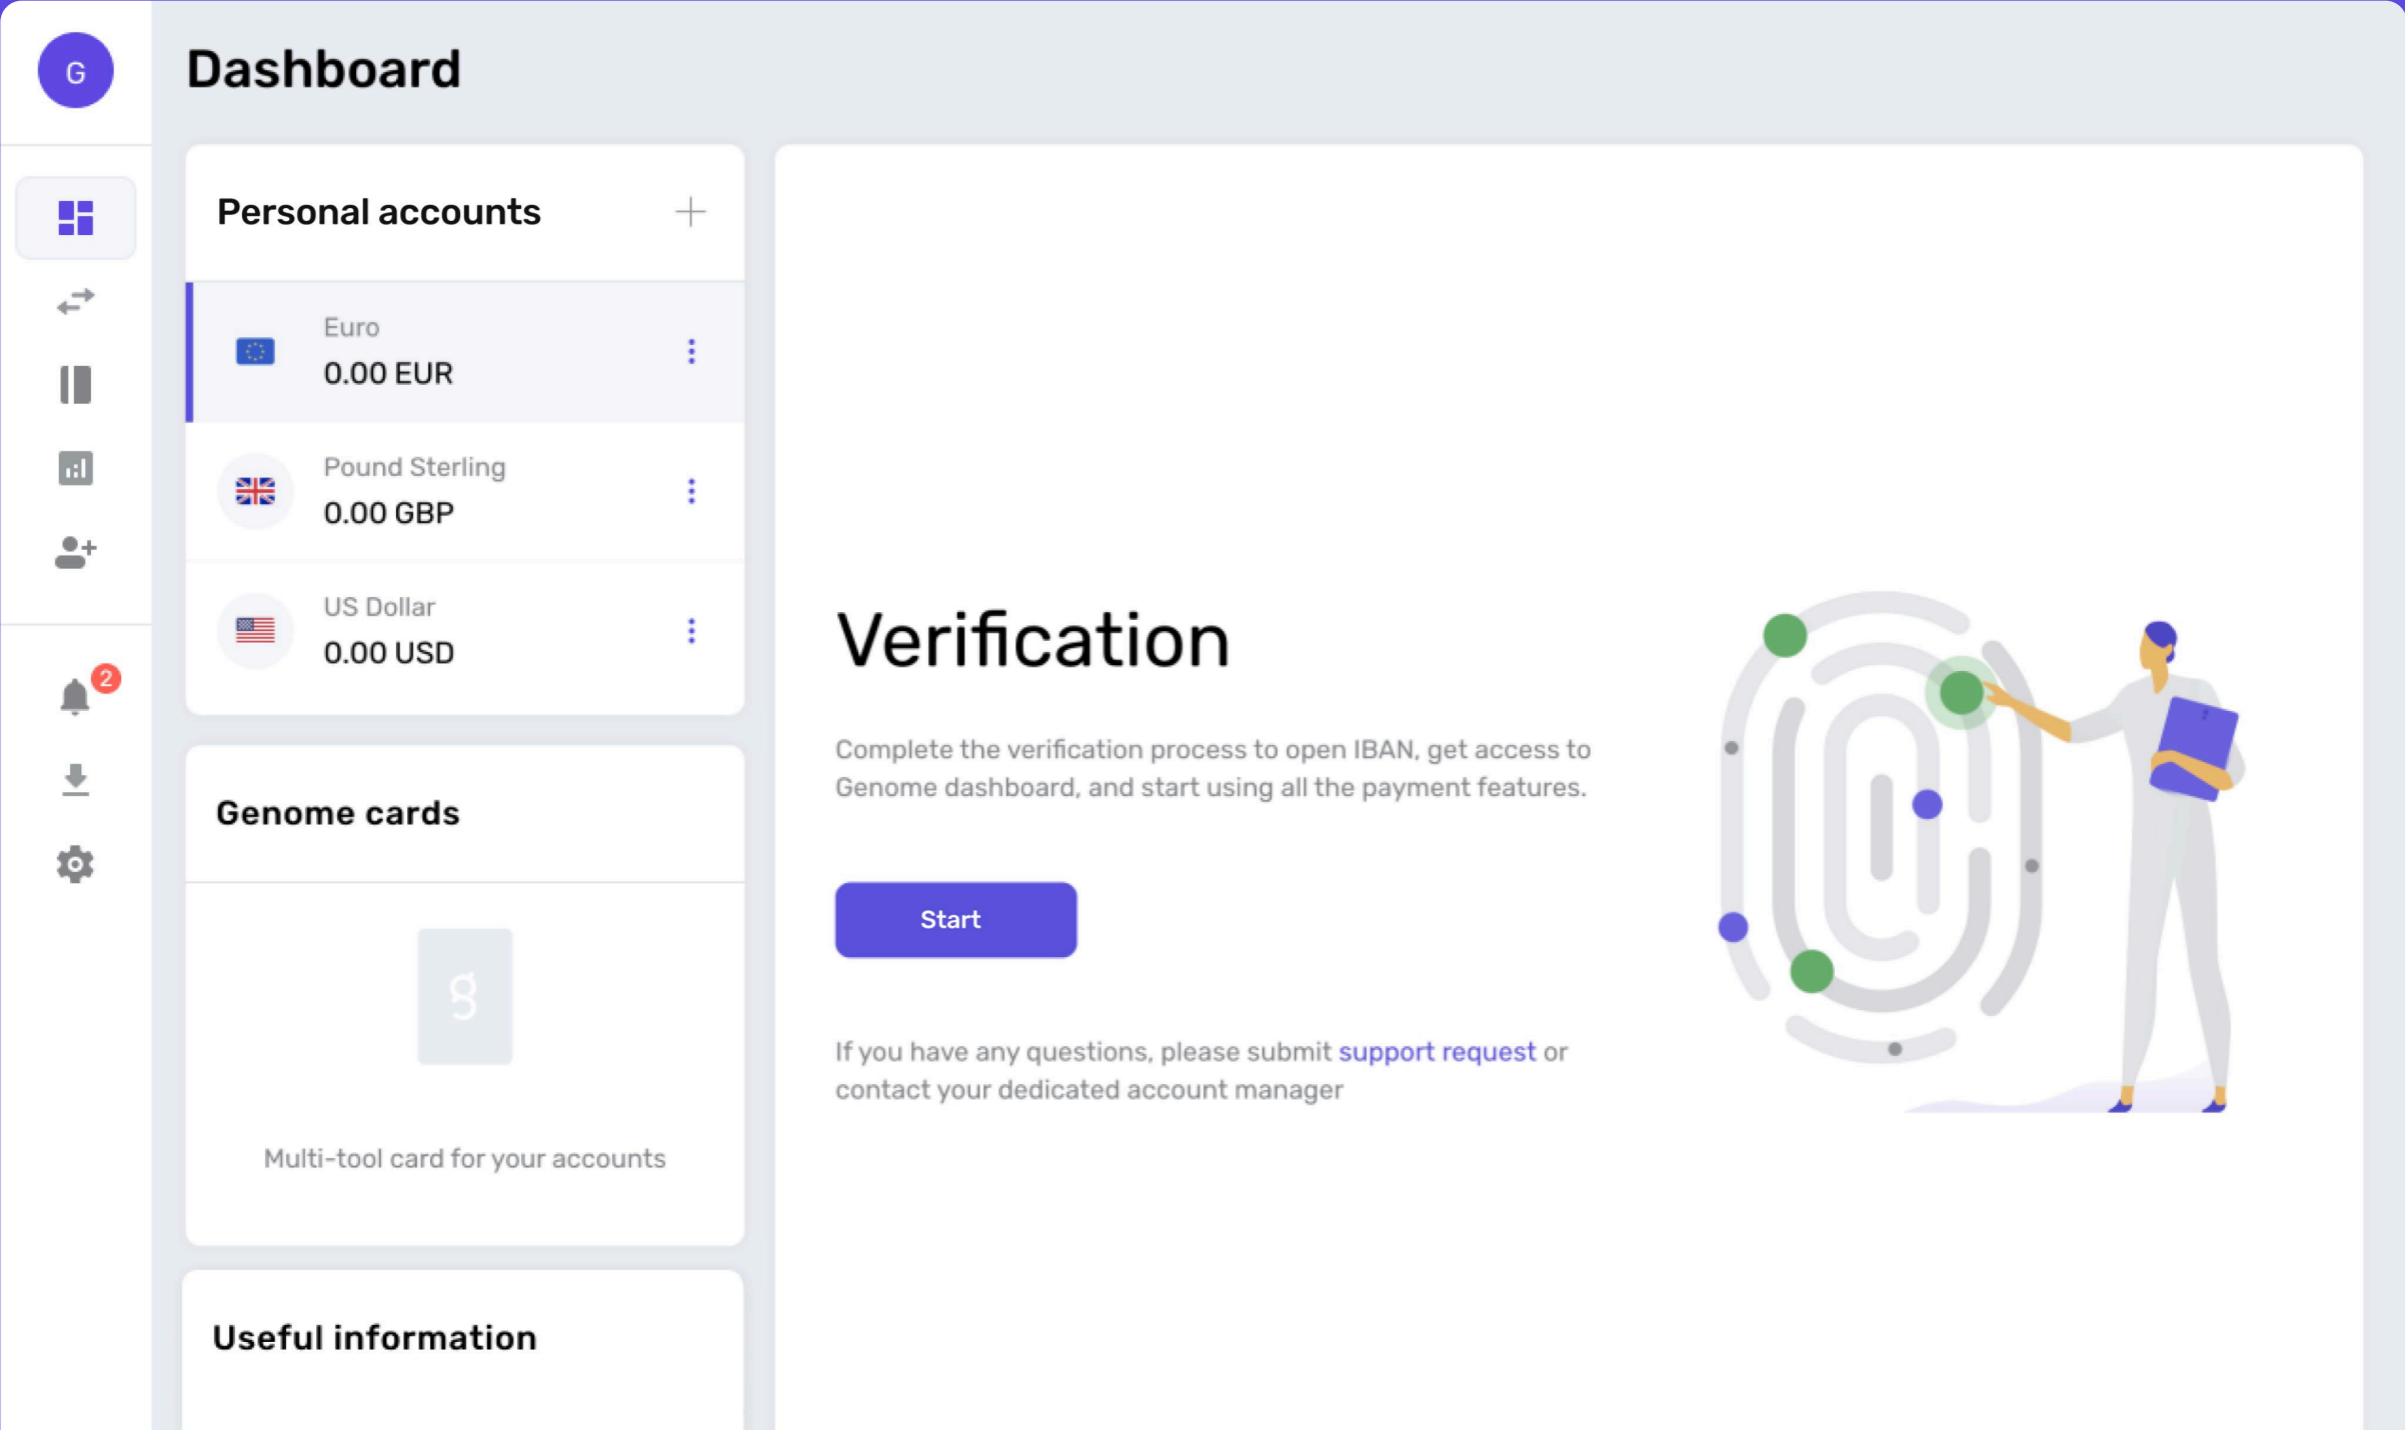 G
Dashboard
Personal accounts
Euro
0.00 EUR
Pound Sterling
0.00 GBP
US Dollar
0.00 USD
2
Genome cards
g
Multi-tool card for your accounts
Useful information
Verification
Complete the verification process to open IBAN, get access to
Genome dashboard, and start using all the payment features.
Start
If you have any questions, please submit support request or
contact your dedicated account manager